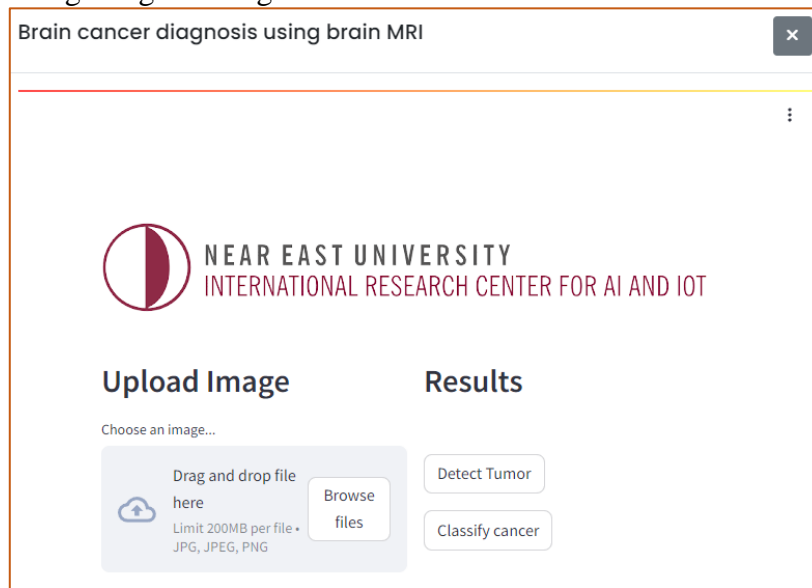 Brain cancer diagnosis using brain MRI
×
NEAR EAST UNIVERSITY
INTERNATIONAL RESEARCH CENTER FOR AI AND IOT
Upload Image
Choose an image...
Drag and drop file
here
Limit 200MB per file •
JPG, JPEG, PNG
Browse
files
Results
Detect Tumor
Classify cancer